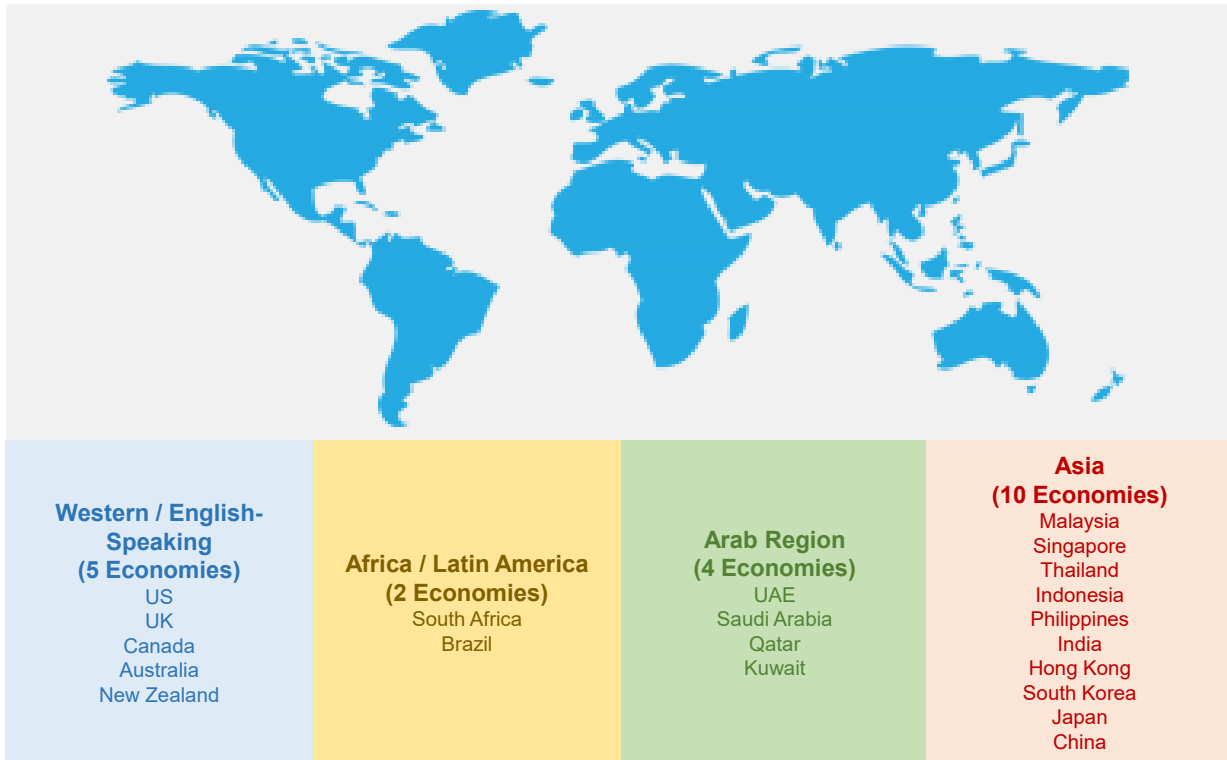 Western / English-
Speaking
(5 Economies)
US
UK
Canada
Australia
New Zealand
Africa / Latin America
(2 Economies)
South Africa
Brazil
Arab Region
(4 Economies)
UAE
Saudi Arabia
Qatar
Kuwait
Asia
(10 Economies)
Malaysia
Singapore
Thailand
Indonesia
Philippines
India
Hong Kong
South Korea
Japan
China